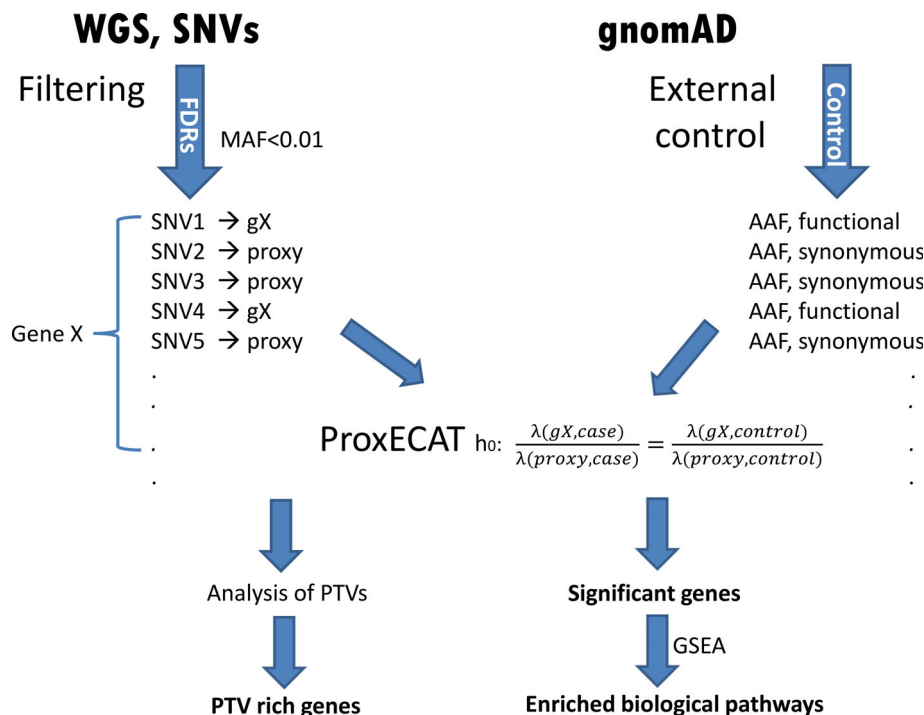 WGS, SNVs
gnomAD
Filtering
FDRs
MAF<0.01
External
control
Control
SNV1 → gX
SNV2 → proxy
SNV3 → proxy
SNV4 → gX
SNV5 → proxy
.
.
.
.
Gene X
AAF, functional
AAF, synonymous
AAF, synonymous
AAF, functional
AAF, synonymous
.
.
.
.
ProxECAT h0: λ(gX,case)/λ(proxy,case) = λ(gX,control)/λ(proxy,control)
Analysis of PTVs
Significant genes
GSEA
PTV rich genes
Enriched biological pathways